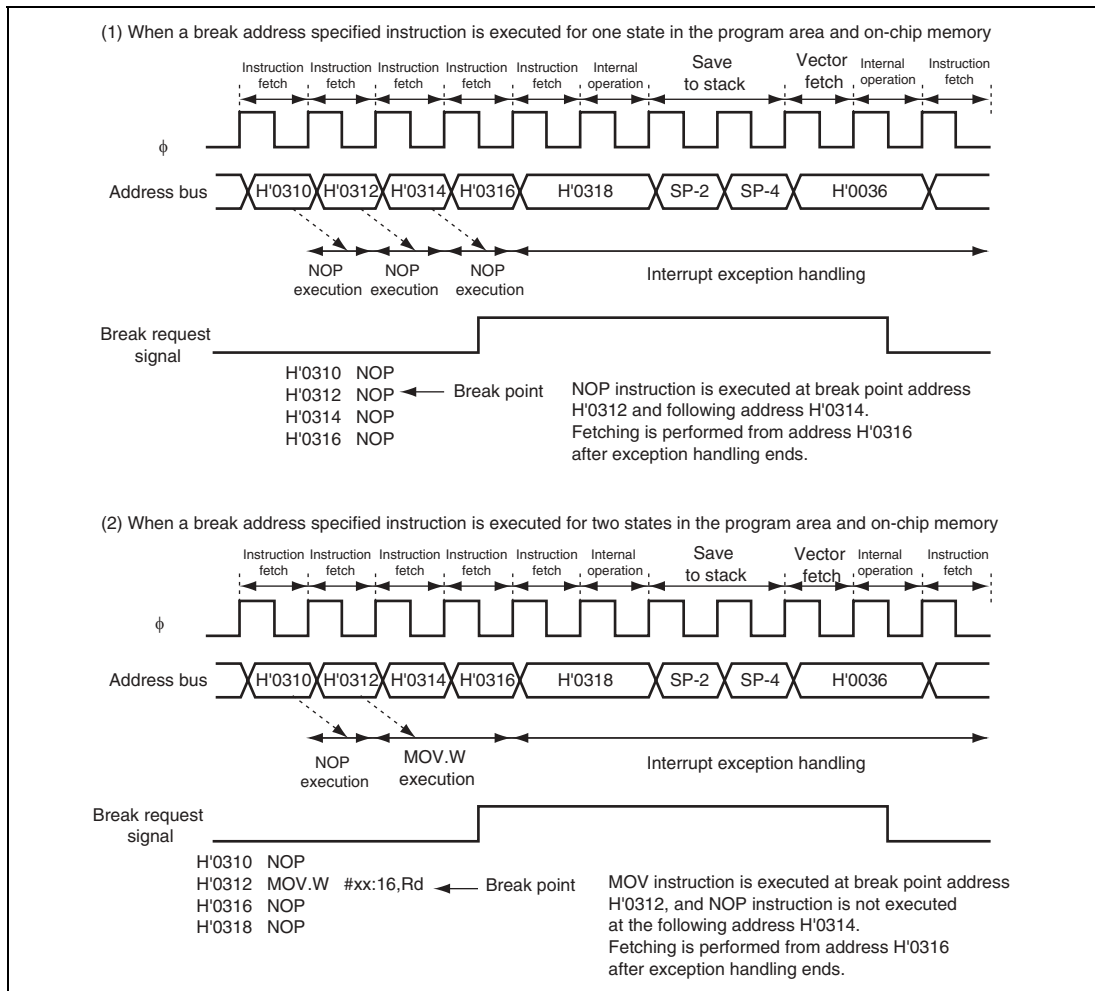 (1) When a break address specified instruction is executed for one state in the program area and on-chip memory
Instruction fetch
Instruction fetch
Instruction fetch
Instruction fetch
Instruction fetch
Internal operation
Save to stack
Vector fetch
Internal operation
Instruction fetch
ϕ
Address bus
H'0310
H'0312
H'0314
H'0316
H'0318
SP-2
SP-4
H'0036
NOP execution
NOP execution
NOP execution
Interrupt exception handling
Break request signal
H'0310 NOP
H'0312 NOP
Break point
H'0314 NOP
H'0316 NOP
NOP instruction is executed at break point address
H'0312 and following address H'0314.
Fetching is performed from address H'0316
after exception handling ends.
(2) When a break address specified instruction is executed for two states in the program area and on-chip memory
Instruction fetch
Instruction fetch
Instruction fetch
Instruction fetch
Instruction fetch
Internal operation
Save to stack
Vector fetch
Internal operation
Instruction fetch
ϕ
Address bus
H'0310
H'0312
H'0314
H'0316
H'0318
SP-2
SP-4
H'0036
NOP execution
MOV.W execution
Interrupt exception handling
Break request signal
H'0310 NOP
H'0312 MOV.W #xx:16,Rd
Break point
H'0316 NOP
H'0318 NOP
MOV instruction is executed at break point address
H'0312, and NOP instruction is not executed
at the following address H'0314.
Fetching is performed from address H'0316
after exception handling ends.